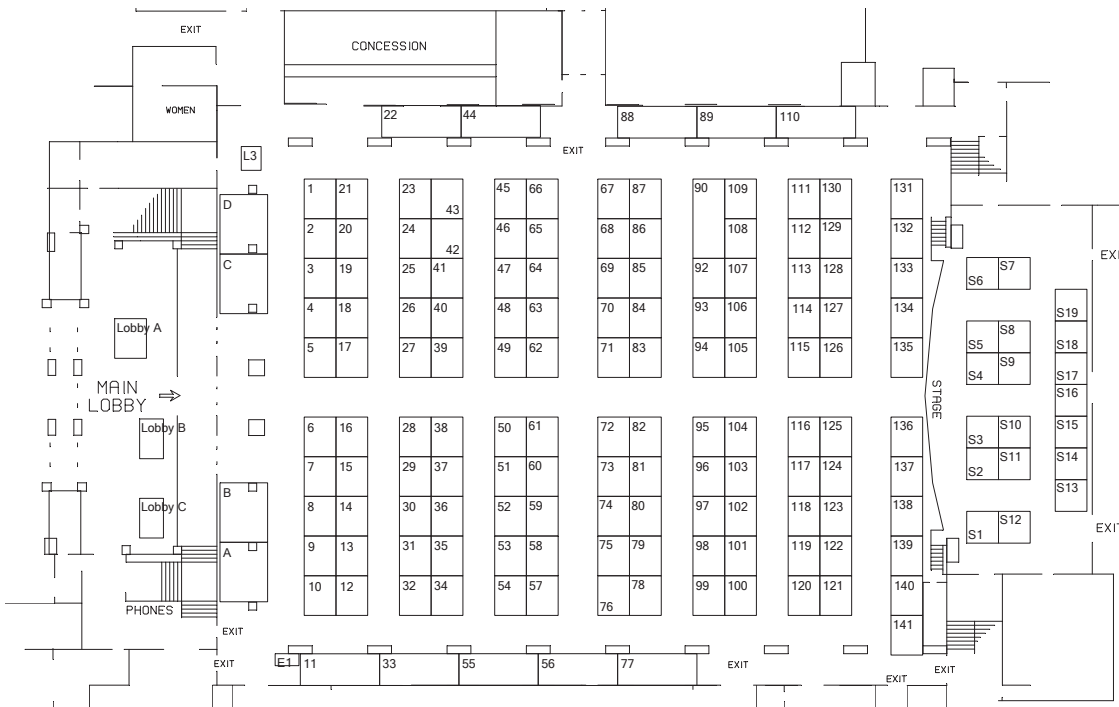 EXIT
CONCESSION
WOMEN
22 44 88 89 110
EXIT
L3
1 21 23 45 66 67 87 90 109 111 130 131
D 43
2 20 24 46 65 68 86 108 112 129 132
42
C 3 19 25 41 47 64 69 85 92 107 113 128 133 S6 S7 EXI
4 18 26 40 48 63 70 84 93 106 114 127 134 S19
Lobby A
5 17 27 39 49 62 71 83 94 105 115 126 135 S5 S8 S18
S4 S9 S17
MAIN
LOBBY
STAGE
S16
6 16 28 38 50 61 72 82 95 104 116 125 136 S3 S10 S15
Lobby B
7 15 29 37 51 60 73 81 96 103 117 124 137 S2 S11 S14
B S13
8 14 30 36 52 59 74 80 97 102 118 123 138
Lobby C
S1 S12 EXIT
A 9 13 31 35 53 58 75 79 98 101 119 122 139
10 12 32 34 54 57 78 99 100 120 121 140
76
PHONES
141
EXIT
EXIT E1 11 33 55 56 77 EXIT EXIT
EXIT